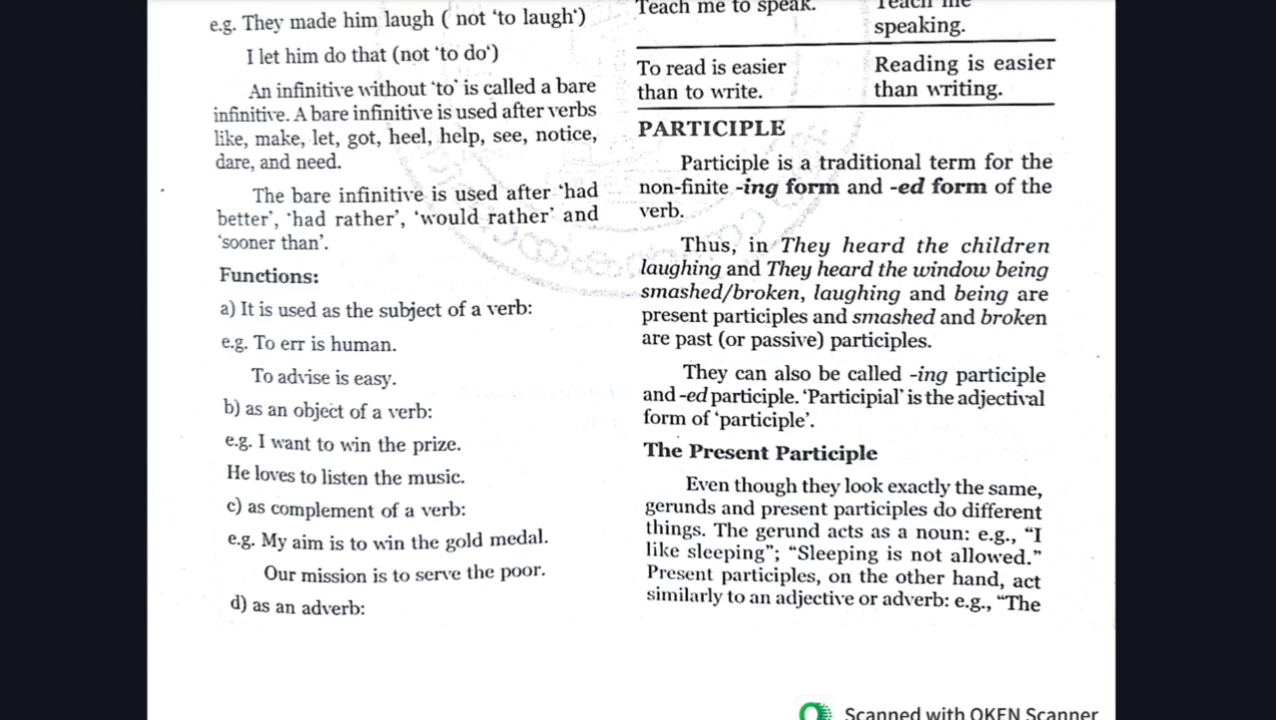 e.g. They made him laugh ( not ‘to laugh‘)
I let him do that (not ‘to do‘)
An infinitive without ‘to’ is called a bare
infinitive. A bare infinitive is used after verbs
like, make, let, got, heel, help, see, notice,
dare, and need.
The bare infinitive is used after ‘had
better’, ‘had rather’, ‘would rather’ and
‘sooner than’.
Functions:
a) It is used as the subject of a verb:
e.g. To err is human.
To advise is easy.
b) as an object of a verb:
e.g. I want to win the prize.
He loves to listen the music.
c) as complement of a verb:
e.g. My aim is to win the gold medal.
Our mission is to serve the poor.
d) as an adverb:
Teach me to speak.
Teach me
speaking.
To read is easier
than to write.
Reading is easier
than writing.
PARTICIPLE
Participle is a traditional term for the
non-finite -ing form and -ed form of the
verb.
Thus, in They heard the children
laughing and They heard the window being
smashed/broken, laughing and being are
present participles and smashed and broken
are past (or passive) participles.
They can also be called -ing participle
and -ed participle. ‘Participial’ is the adjectival
form of ‘participle’.
The Present Participle
Even though they look exactly the same,
gerunds and present participles do different
things. The gerund acts as a noun: e.g., “I
like sleeping”; “Sleeping is not allowed.”
Present participles, on the other hand, act
similarly to an adjective or adverb: e.g., “The
Scanned with OKEN Scanner